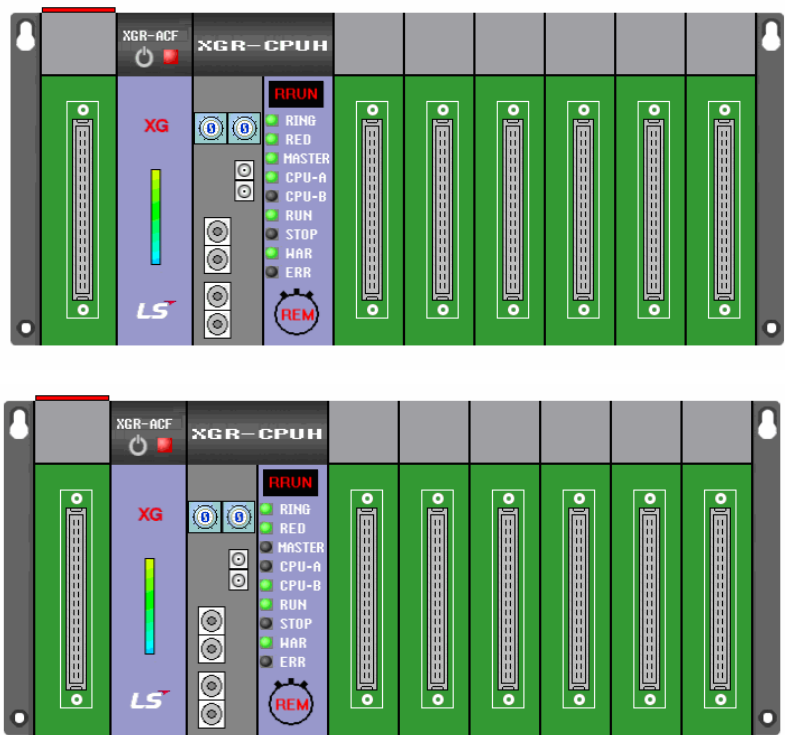 XGR-ACF
XGR-CPUH
RRUN
XG
0 0
RING
RED
MASTER
CPU-A
CPU-B
RUN
STOP
WAR
ERR
LS
REM
XGR-ACF
XGR-CPUH
RRUN
XG
0 0
RING
RED
MASTER
CPU-A
CPU-B
RUN
STOP
WAR
ERR
LS
REM